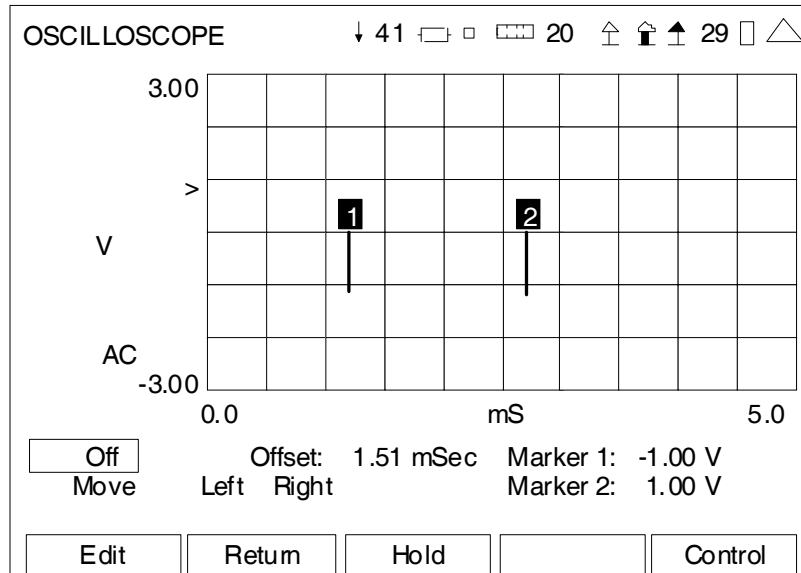 OSCILLOSCOPE ↓ 41 20 29
3.00
>
1 2
V
AC
-3.00
0.0 mS 5.0
Off Offset: 1.51 mSec Marker 1: -1.00 V
Move Left Right Marker 2: 1.00 V
Edit Return Hold Control